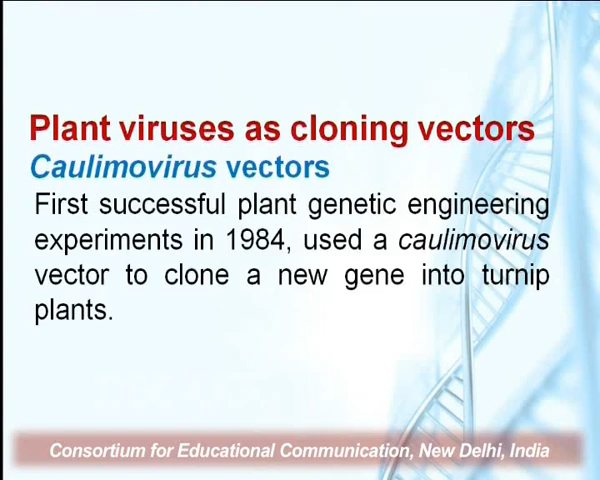 Plant viruses as cloning vectors
Caulimovirus vectors
First successful plant genetic engineering
experiments in 1984, used a caulimovirus
vector to clone a new gene into turnip
plants.
Consortium for Educational Communication, New Delhi, India